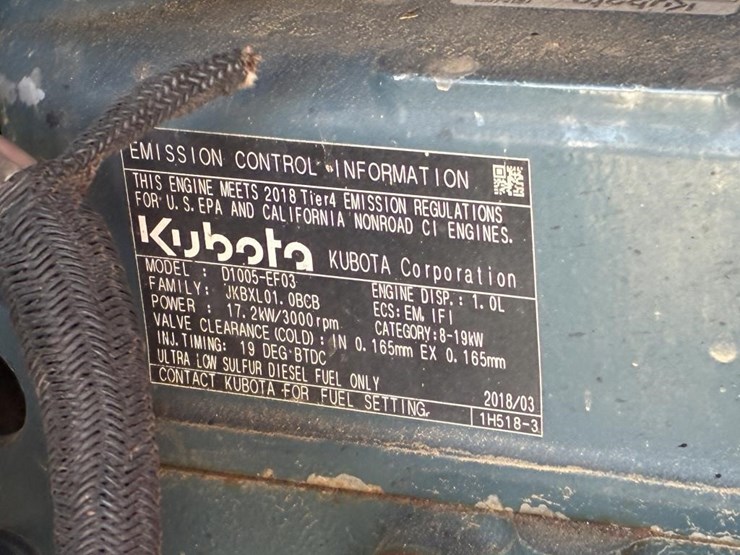 Kubota
EMISSION CONTROL INFORMATION
THIS ENGINE MEETS 2018 Tier4 EMISSION REGULATIONS
FOR U.S. EPA AND CALIFORNIA NONROAD CI ENGINES.
Kubota KUBOTA Corporation
MODEL : D1005-EF03 ENGINE DISP.: 1.0L
FAMILY: JKBXL01.0BCB ECS: EM, IFI
POWER : 17.2kW/3000rpm CATEGORY: 8-19kW
VALVE CLEARANCE (COLD): IN 0.165mm EX 0.165mm
INJ. TIMING: 19 DEG BTDC
ULTRA LOW SULFUR DIESEL FUEL ONLY 2018/03
CONTACT KUBOTA FOR FUEL SETTING. 1H518-3